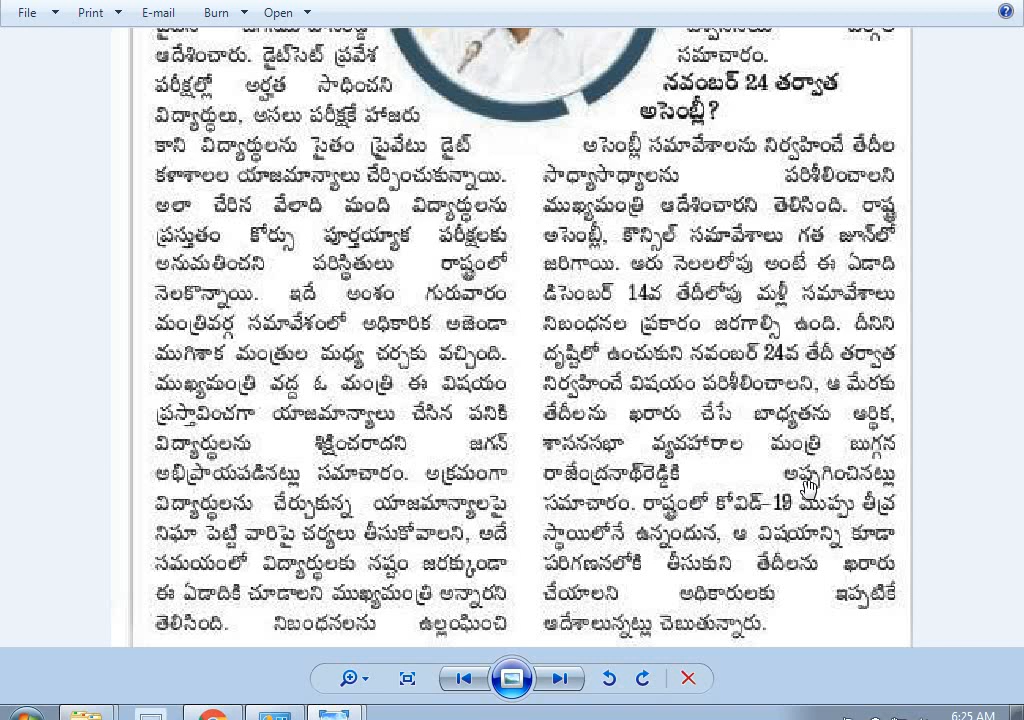 File Print E-mail Burn Open
ఆదేశించారు. డైట్‌సెట్ ప్రవేశ
పరీక్షల్లో అర్హత సాధించని
విద్యార్థులు, అసలు పరీక్షకే హాజరు
కాని విద్యార్థులను సైతం ప్రైవేటు డైట్
కళాశాలల యాజమాన్యాలు చేర్పించుకున్నాయి.
అలా చేరిన వేలాది మంది విద్యార్థులను
ప్రస్తుతం కోర్సు పూర్తయ్యాక పరీక్షలకు
అనుమతించని పరిస్థితులు రాష్ట్రంలో
నెలకొన్నాయి. ఇదే అంశం గురువారం
మంత్రివర్గ సమావేశంలో అధికారిక అజెండా
ముగిశాక మంత్రుల మధ్య చర్చకు వచ్చింది.
ముఖ్యమంత్రి వద్ద ఓ మంత్రి ఈ విషయం
ప్రస్తావించగా యాజమాన్యాలు చేసిన పనికి
విద్యార్థులను శిక్షించరాదని జగన్
అభిప్రాయపడినట్లు సమాచారం. అక్రమంగా
విద్యార్థులను చేర్చుకున్న యాజమాన్యాలపై
నిఘా పెట్టి వారిపై చర్యలు తీసుకోవాలని, అదే
సమయంలో విద్యార్థులకు నష్టం జరక్కుండా
ఈ ఏడాదికి చూడాలని ముఖ్యమంత్రి అన్నారని
తెలిసింది. నిబంధనలను ఉల్లంఘించి
సమాచారం.
నవంబర్ 24 తర్వాత
అసెంబ్లీ?
అసెంబ్లీ సమావేశాలను నిర్వహించే తేదీల
సాధ్యాసాధ్యాలను పరిశీలించాలని
ముఖ్యమంత్రి ఆదేశించారని తెలిసింది. రాష్ట్ర
అసెంబ్లీ, కౌన్సిల్ సమావేశాలు గత జూన్‌లో
జరిగాయి. ఆరు నెలలలోపు అంటే ఈ ఏడాది
డిసెంబర్ 14వ తేదీలోపు మళ్లీ సమావేశాలు
నిబంధనల ప్రకారం జరగాల్సి ఉంది. దీనిని
దృష్టిలో ఉంచుకుని నవంబర్ 24వ తేదీ తర్వాత
నిర్వహించే విషయం పరిశీలించాలని, ఆ మేరకు
తేదీలను ఖరారు చేసే బాధ్యతను ఆర్థిక,
శాసనసభా వ్యవహారాల మంత్రి బుగ్గన
రాజేంద్రనాథ్‌రెడ్డికి అప్పగించినట్లు
సమాచారం. రాష్ట్రంలో కోవిడ్-19 ముప్పు తీవ్ర
స్థాయిలోనే ఉన్నందున, ఆ విషయాన్ని కూడా
పరిగణనలోకి తీసుకుని తేదీలను ఖరారు
చేయాలని అధికారులకు ఇప్పటికే
ఆదేశాలున్నట్లు చెబుతున్నారు.
6:25 AM